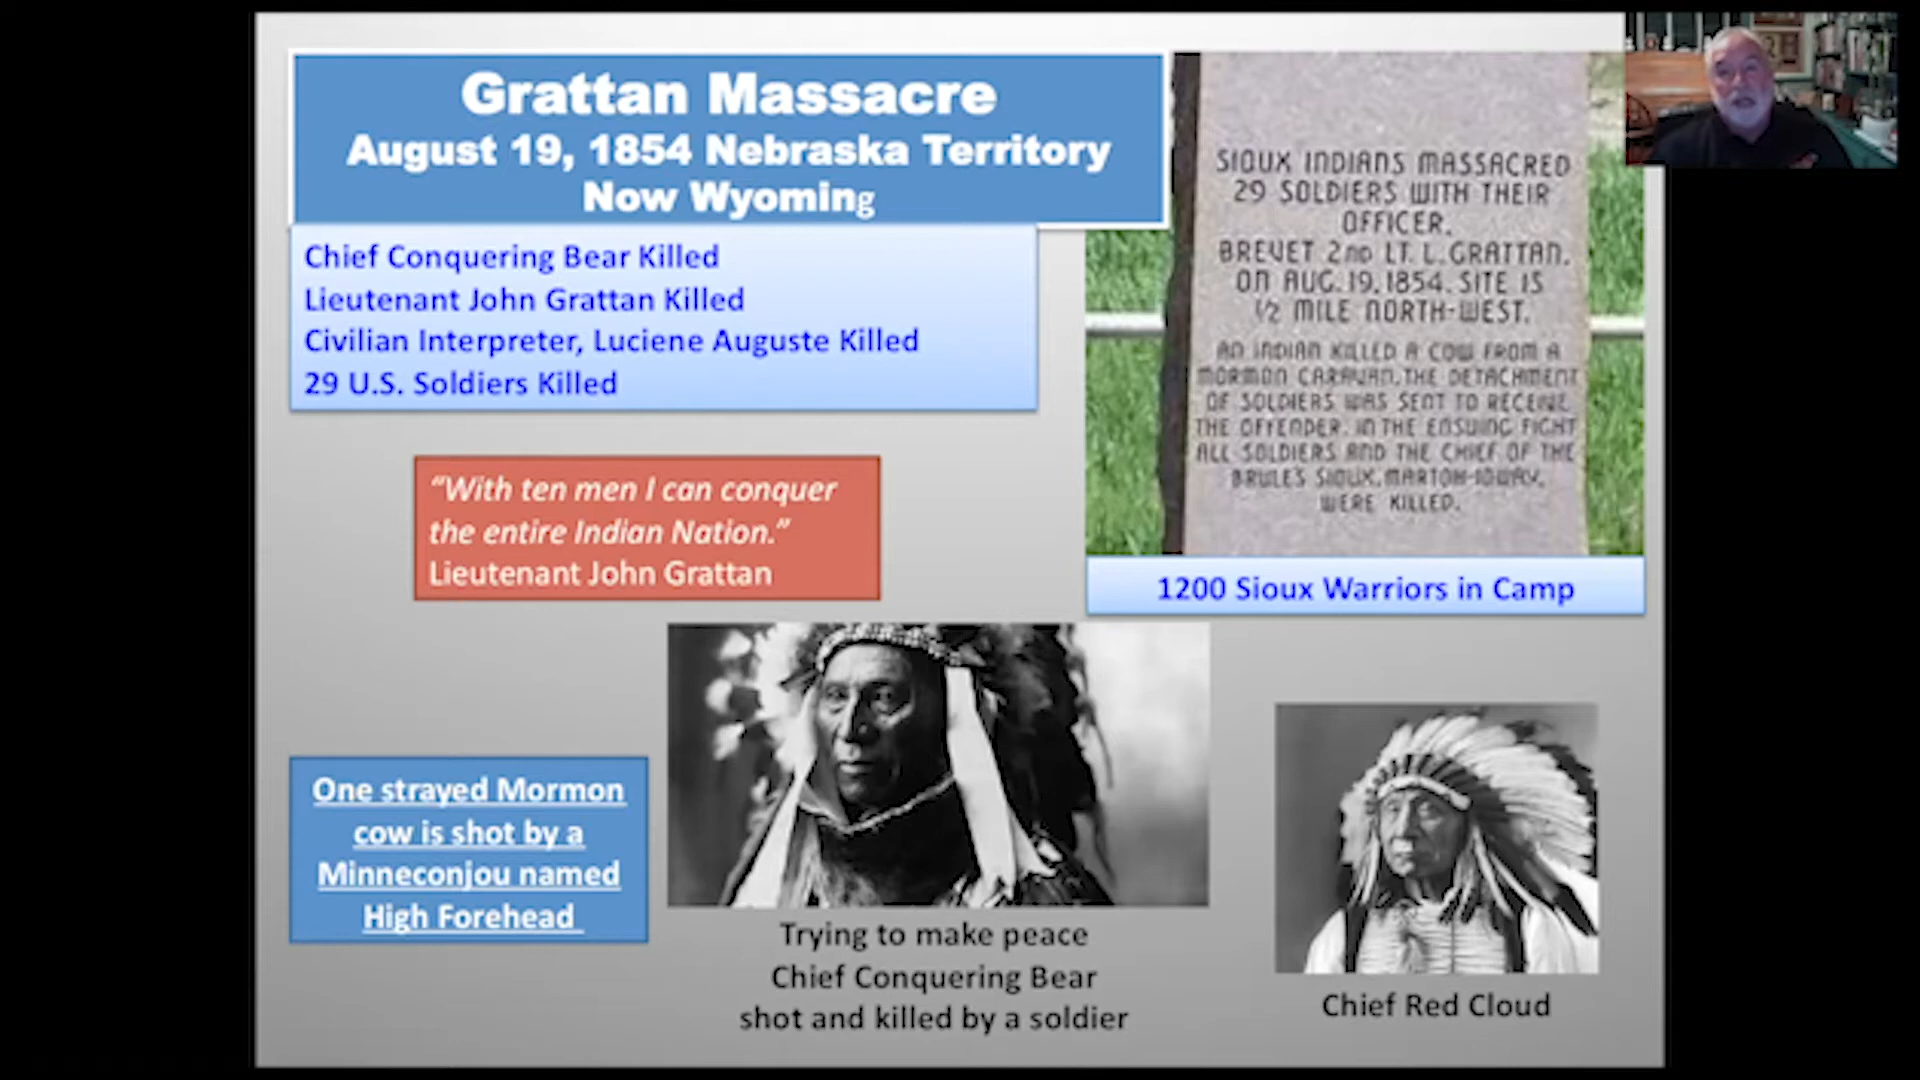 Grattan Massacre
August 19, 1854 Nebraska Territory
Now Wyoming
Chief Conquering Bear Killed
Lieutenant John Grattan Killed
Civilian Interpreter, Luciene Auguste Killed
29 U.S. Soldiers Killed
SIOUX INDIANS MASSACRED
29 SOLDIERS WITH THEIR
OFFICER.
BREVET 2ND LT. L. GRATTAN.
ON AUG. 19. 1854. SITE IS
1/2 MILE NORTH-WEST.
AN INDIAN KILLED A COW FROM A
MORMON CARAVAN. THE DETACHMENT
OF SOLDIERS WAS SENT TO RECEIVE
THE OFFENDER. IN THE ENSUING FIGHT
ALL SOLDIERS AND THE CHIEF OF THE
BRULE'S SIOUX. MARTOH-IOWAY.
WERE KILLED.
"With ten men I can conquer
the entire Indian Nation."
Lieutenant John Grattan
1200 Sioux Warriors in Camp
One strayed Mormon
cow is shot by a
Minneconjou named
High Forehead
Trying to make peace
Chief Conquering Bear
shot and killed by a soldier
Chief Red Cloud